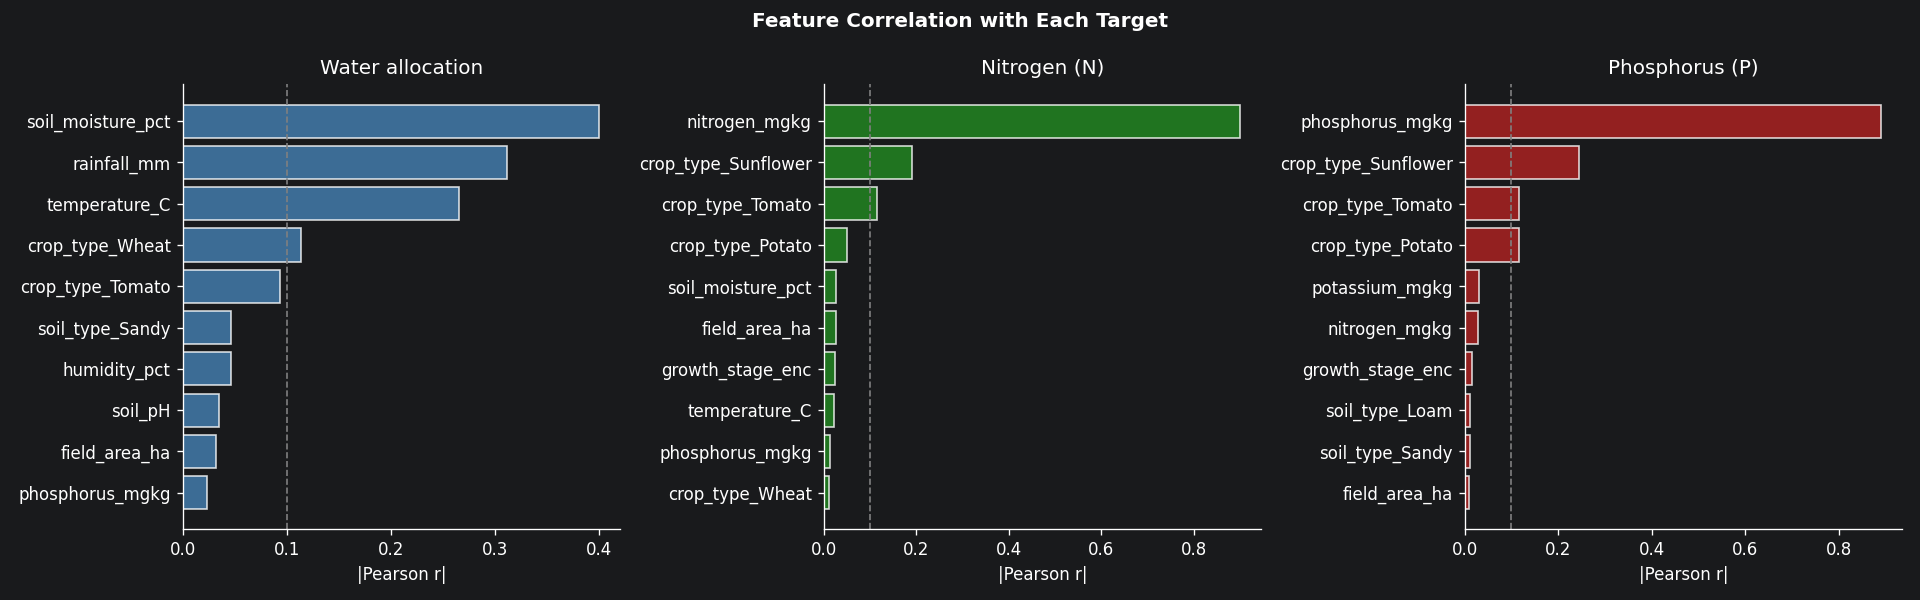 Feature Correlation with Each Target
Water allocation
soil_moisture_pct
rainfall_mm
temperature_C
crop_type_Wheat
crop_type_Tomato
soil_type_Sandy
humidity_pct
soil_pH
field_area_ha
phosphorus_mgkg
0.0 0.1 0.2 0.3 0.4
|Pearson r|
Nitrogen (N)
nitrogen_mgkg
crop_type_Sunflower
crop_type_Tomato
crop_type_Potato
soil_moisture_pct
field_area_ha
growth_stage_enc
temperature_C
phosphorus_mgkg
crop_type_Wheat
0.0 0.2 0.4 0.6 0.8
|Pearson r|
Phosphorus (P)
phosphorus_mgkg
crop_type_Sunflower
crop_type_Tomato
crop_type_Potato
potassium_mgkg
nitrogen_mgkg
growth_stage_enc
soil_type_Loam
soil_type_Sandy
field_area_ha
0.0 0.2 0.4 0.6 0.8
|Pearson r|